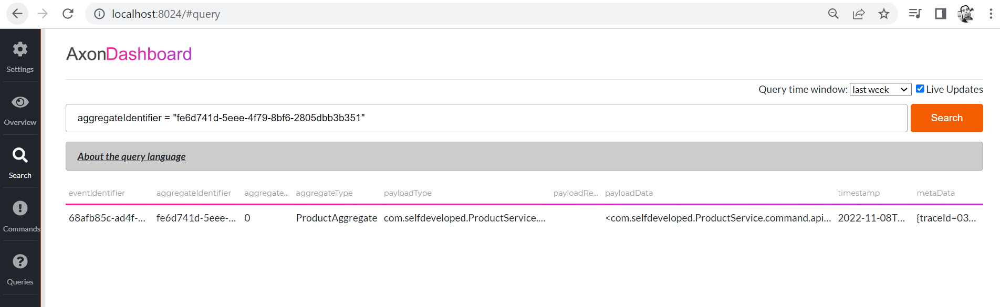 localhost:8024/#query
AxonDashboard
Settings
Query time window: last week Live Updates
aggregateIdentifier = "fe6d741d-5eee-4f79-8bf6-2805dbb3b351" Search
Overview
About the query language
Search
eventIdentifier aggregateIdentifier aggregate... aggregateType payloadType payloadRe... payloadData timestamp metaData
68afb85c-ad4f-... fe6d741d-5eee-... 0 ProductAggregate com.selfdeveloped.ProductService.... <com.selfdeveloped.ProductService.command.api... 2022-11-08T... {traceId=03...
Commands
Queries